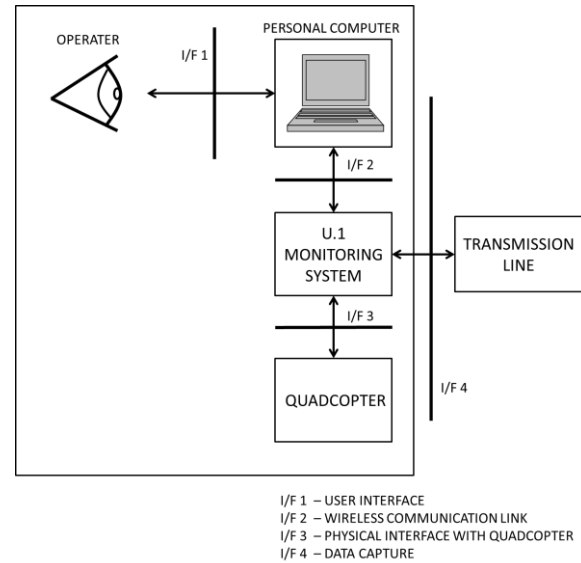 PERSONAL COMPUTER
OPERATER
I/F 1
I/F 2
U.1
MONITORING
SYSTEM
TRANSMISSION
LINE
I/F 3
QUADCOPTER
I/F 4
I/F 1 – USER INTERFACE
I/F 2 – WIRELESS COMMUNICATION LINK
I/F 3 – PHYSICAL INTERFACE WITH QUADCOPTER
I/F 4 – DATA CAPTURE